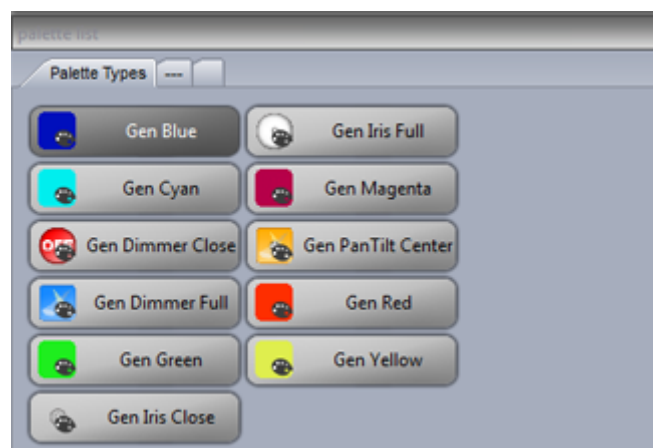 palette list
Palette Types ---
Gen Blue
Gen Iris Full
Gen Cyan
Gen Magenta
OFF Gen Dimmer Close
Gen PanTilt Center
Gen Dimmer Full
Gen Red
Gen Green
Gen Yellow
Gen Iris Close